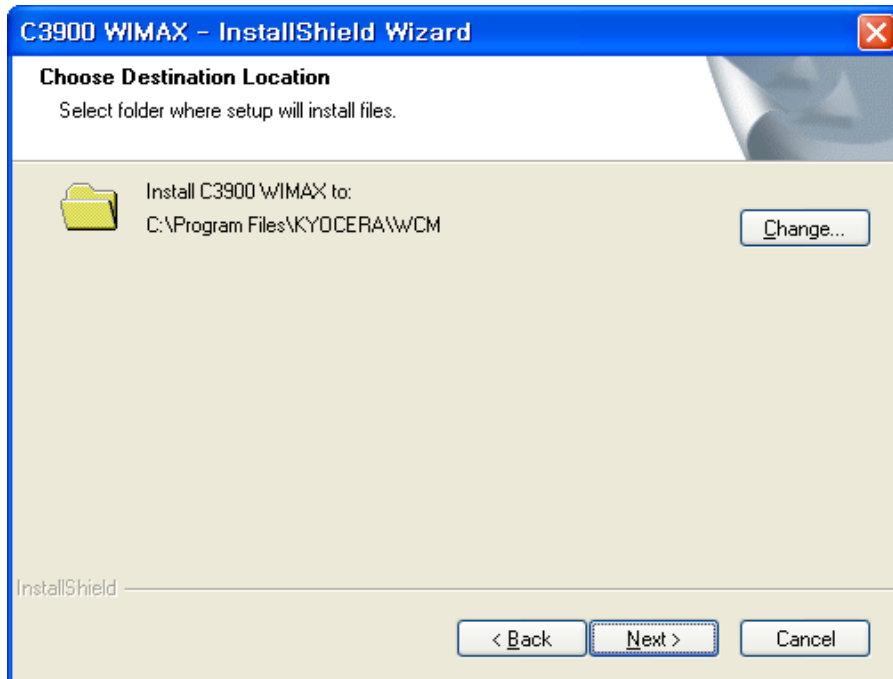 C3900 WIMAX - InstallShield Wizard
Choose Destination Location
Select folder where setup will install files.
Install C3900 WIMAX to:
C:\Program Files\KYOCERA\WCM
Change...
InstallShield
< Back
Next >
Cancel